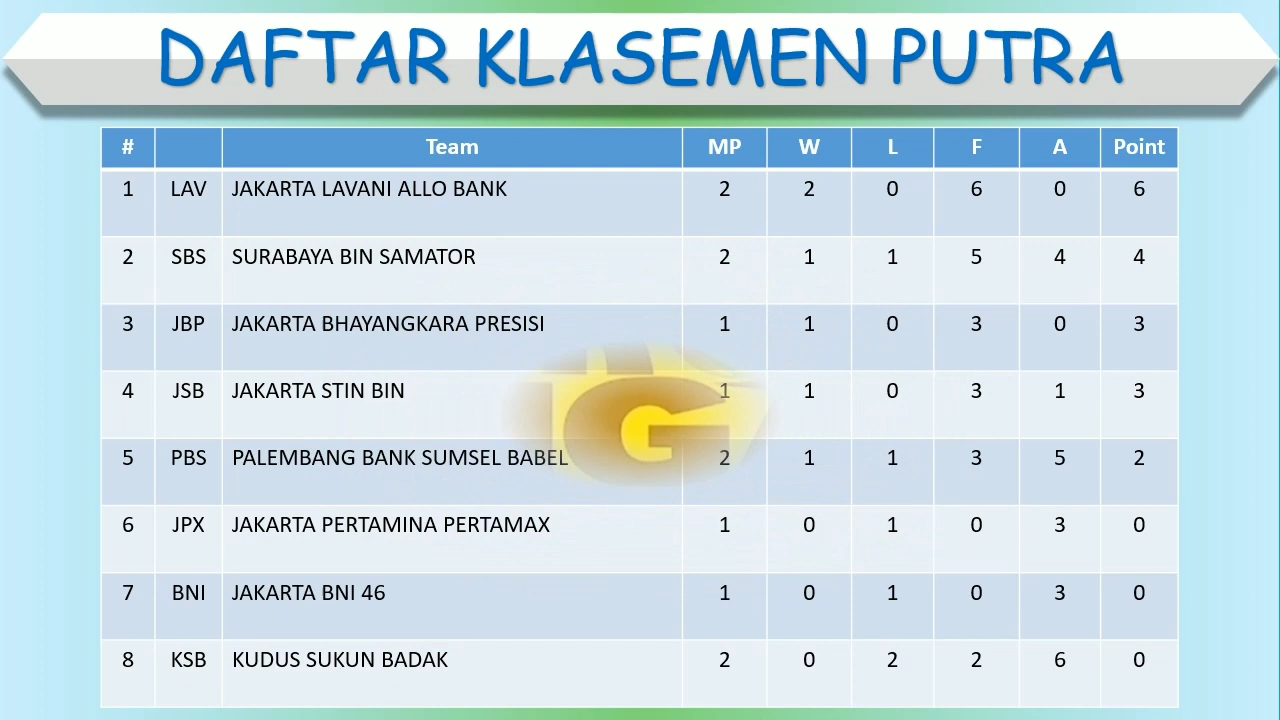 DAFTAR KLASEMEN PUTRA
# Team MP W L F A Point
1 LAV JAKARTA LAVANI ALLO BANK 2 2 0 6 0 6
2 SBS SURABAYA BIN SAMATOR 2 1 1 5 4 4
3 JBP JAKARTA BHAYANGKARA PRESISI 1 1 0 3 0 3
4 JSB JAKARTA STIN BIN 1 1 0 3 1 3
5 PBS PALEMBANG BANK SUMSEL BABEL 2 1 1 3 5 2
6 JPX JAKARTA PERTAMINA PERTAMAX 1 0 1 0 3 0
7 BNI JAKARTA BNI 46 1 0 1 0 3 0
8 KSB KUDUS SUKUN BADAK 2 0 2 2 6 0
G